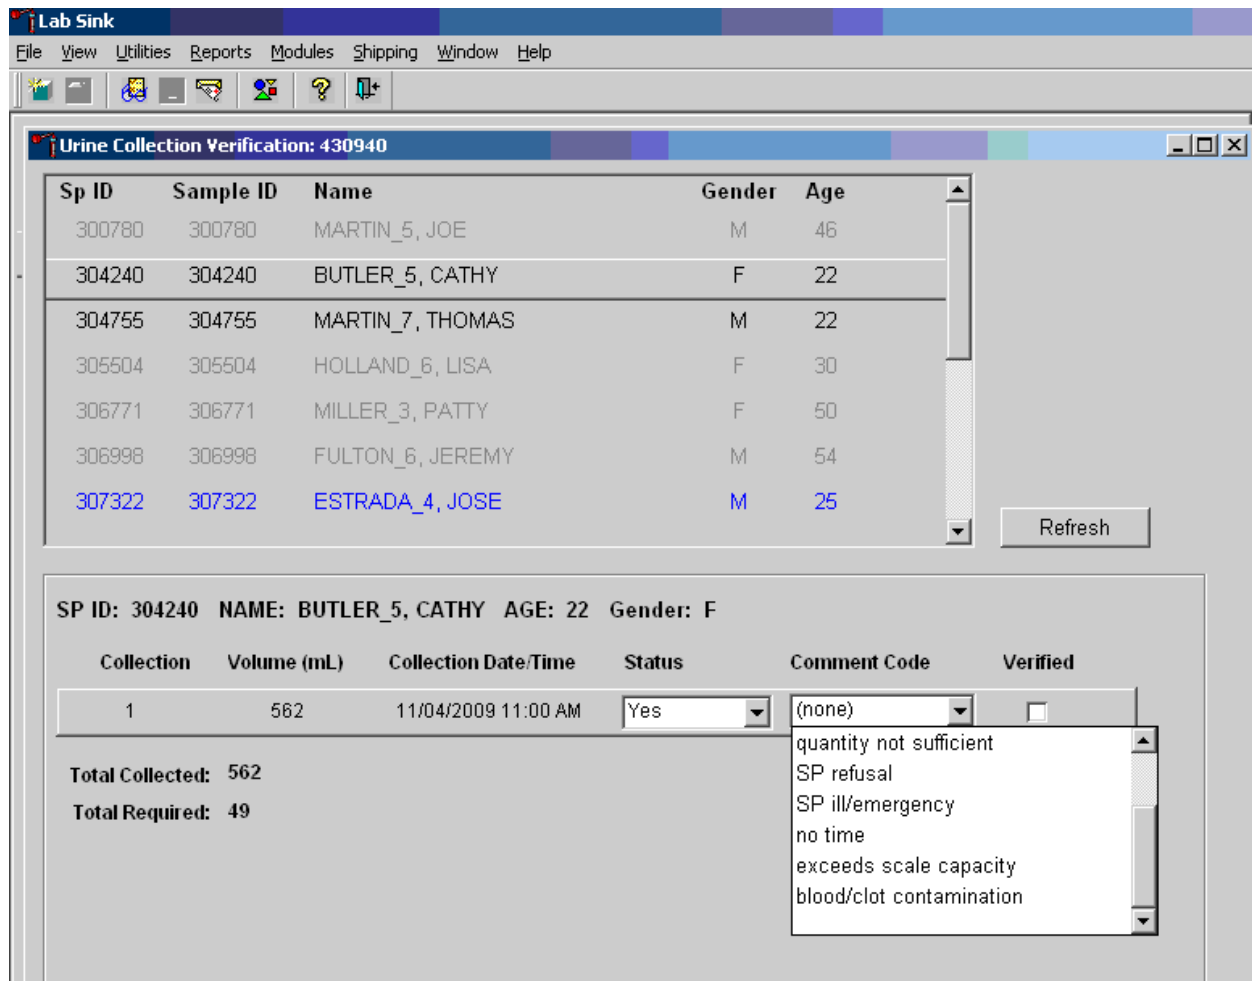 Lab Sink
File View Utilities Reports Modules Shipping Window Help
Urine Collection Verification: 430940
Sp ID Sample ID Name Gender Age
300780 300780 MARTIN_5, JOE M 46
304240 304240 BUTLER_5, CATHY F 22
304755 304755 MARTIN_7, THOMAS M 22
305504 305504 HOLLAND_6, LISA F 30
306771 306771 MILLER_3, PATTY F 50
306998 306998 FULTON_6, JEREMY M 54
307322 307322 ESTRADA_4, JOSE M 25
Refresh
SP ID: 304240 NAME: BUTLER_5, CATHY AGE: 22 Gender: F
Collection Volume (mL) Collection Date/Time Status Comment Code Verified
1 562 11/04/2009 11:00 AM Yes (none)
quantity not sufficient
SP refusal
SP ill/emergency
no time
exceeds scale capacity
blood/clot contamination
Total Collected: 562
Total Required: 49